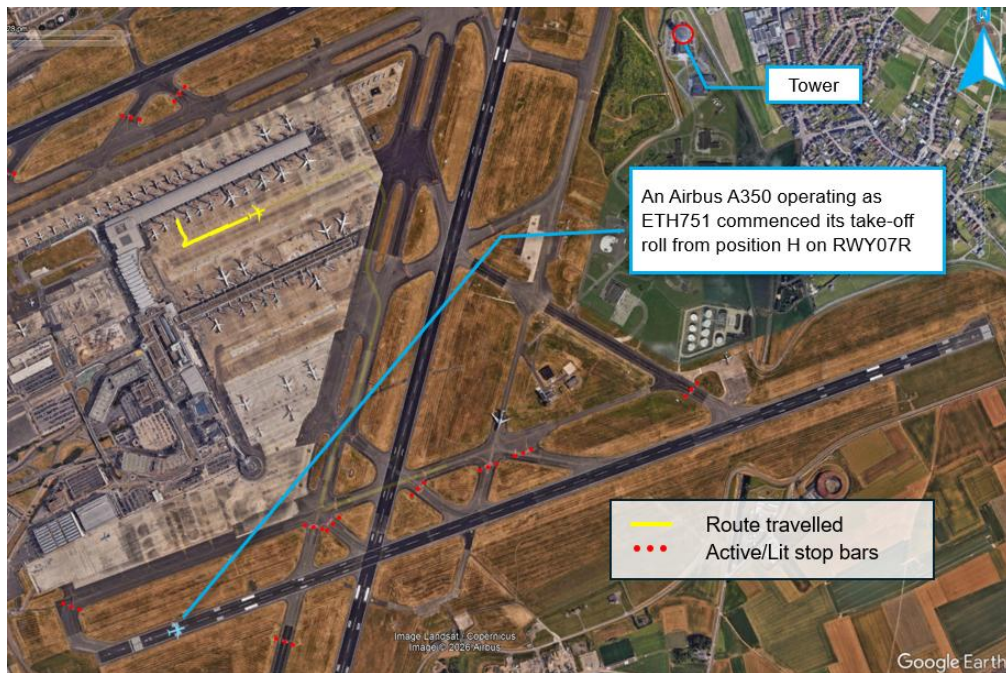 N
Tower
An Airbus A350 operating as
ETH751 commenced its take-off
roll from position H on RWY07R
Route travelled
Active/Lit stop bars
Image Landsat / Copernicus
Image © 2026 Airbus
Google Earth